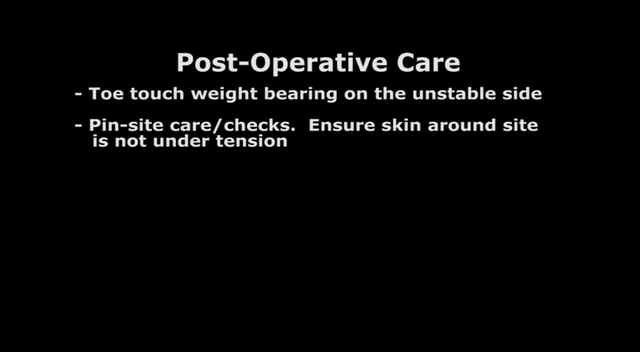 Post-Operative Care
- Toe touch weight bearing on the unstable side
- Pin-site care/checks.  Ensure skin around site
is not under tension